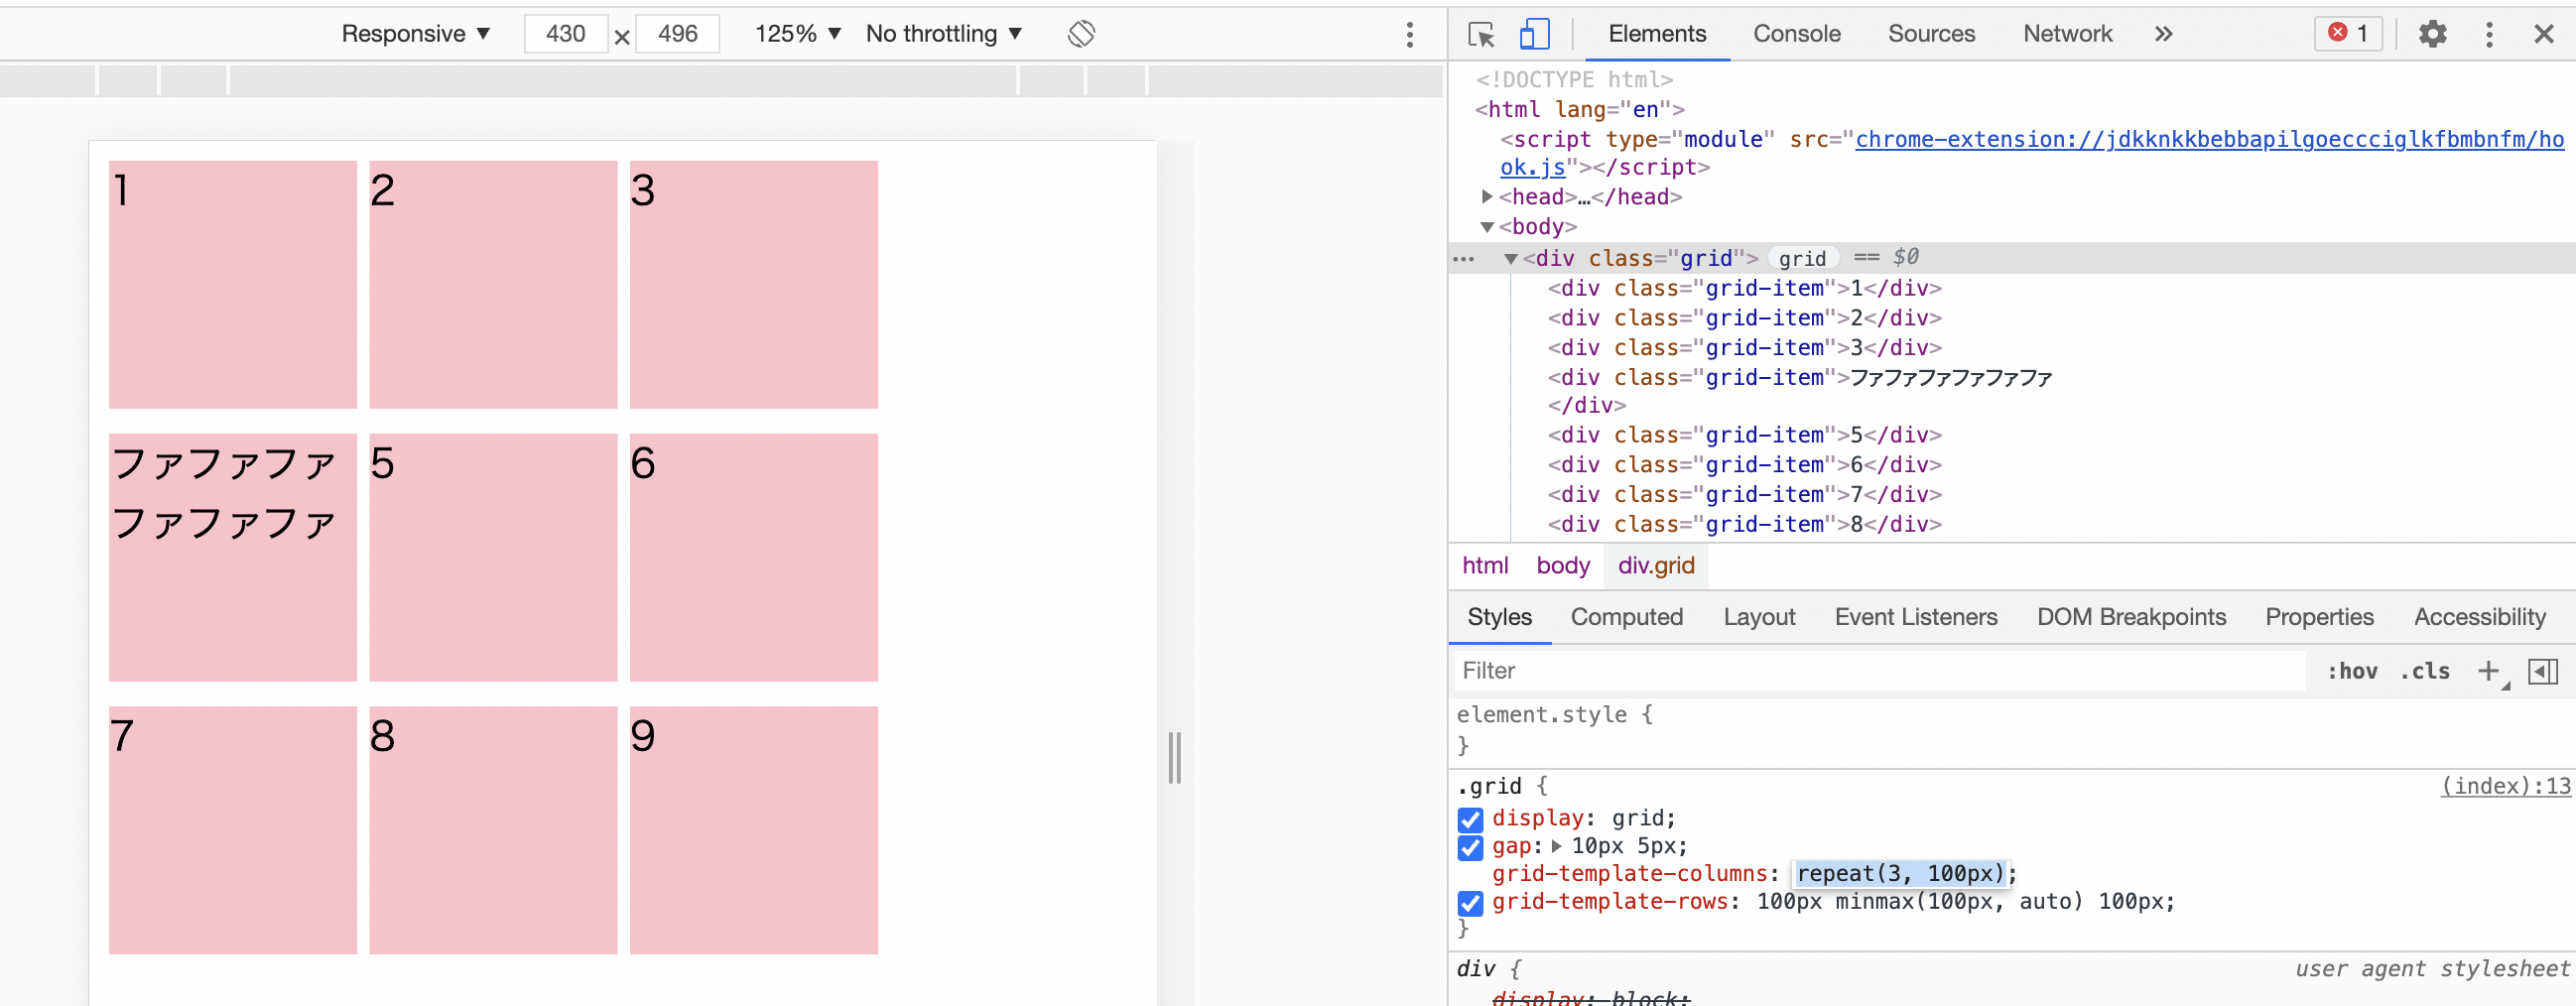 Responsive ▼ 430 × 496 125% ▼ No throttling ▼
Elements Console Sources Network » 1
<!DOCTYPE html>
<html lang="en">
<script type="module" src="chrome-extension://jdkknkkbebbapilgoeccciglkfbmbnfm/ho
ok.js"></script>
▶<head>…</head>
▼<body>
… ▼<div class="grid"> grid == $0
<div class="grid-item">1</div>
<div class="grid-item">2</div>
<div class="grid-item">3</div>
<div class="grid-item">ファファファファファファ
</div>
<div class="grid-item">5</div>
<div class="grid-item">6</div>
<div class="grid-item">7</div>
<div class="grid-item">8</div>
html body div.grid
Styles Computed Layout Event Listeners DOM Breakpoints Properties Accessibility
Filter :hov .cls +
element.style {
}
.grid { (index):13
display: grid;
gap: ▶ 10px 5px;
grid-template-columns: repeat(3, 100px);
grid-template-rows: 100px minmax(100px, auto) 100px;
}
div { user agent stylesheet
display: block;
1 2 3
ファファファ
ファファファ
5 6
7 8 9